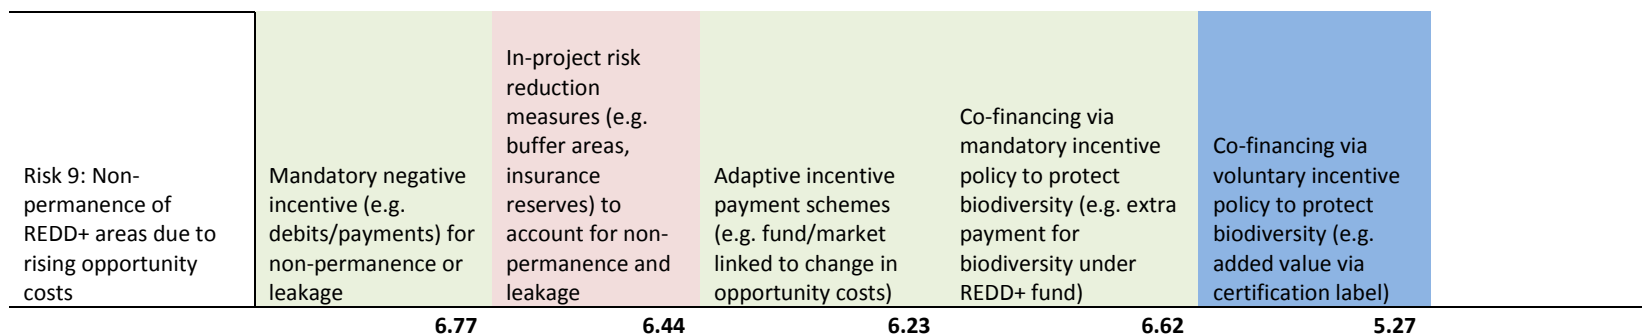 Risk 9: Non-
permanence of
REDD+ areas due to
rising opportunity
costs
Mandatory negative
incentive (e.g.
debits/payments) for
non-permanence or
leakage
In-project risk
reduction
measures (e.g.
buffer areas,
insurance
reserves) to
account for non-
permanence and
leakage
Adaptive incentive
payment schemes
(e.g. fund/market
linked to change in
opportunity costs)
Co-financing via
mandatory incentive
policy to protect
biodiversity (e.g. extra
payment for
biodiversity under
REDD+ fund)
Co-financing via
voluntary incentive
policy to protect
biodiversity (e.g.
added value via
certification label)
6.77 6.44 6.23 6.62 5.27